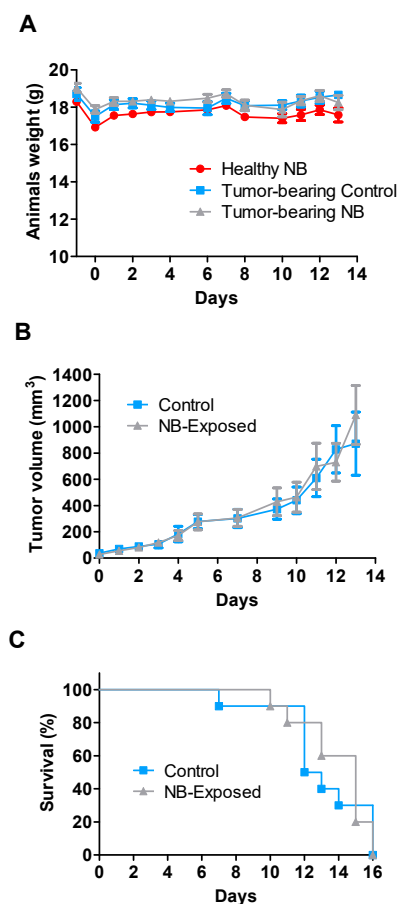 A
Animals weight (g)
20
18
16
14
12
10
Healthy NB
Tumor-bearing Control
Tumor-bearing NB
0 2 4 6 8 10 12 14
Days
B
Tumor volume (mm³)
1400
1200
1000
800
600
400
200
0
Control
NB-Exposed
0 2 4 6 8 10 12 14
Days
C
Survival (%)
100
80
60
40
20
0
Control
NB-Exposed
0 2 4 6 8 10 12 14 16
Days